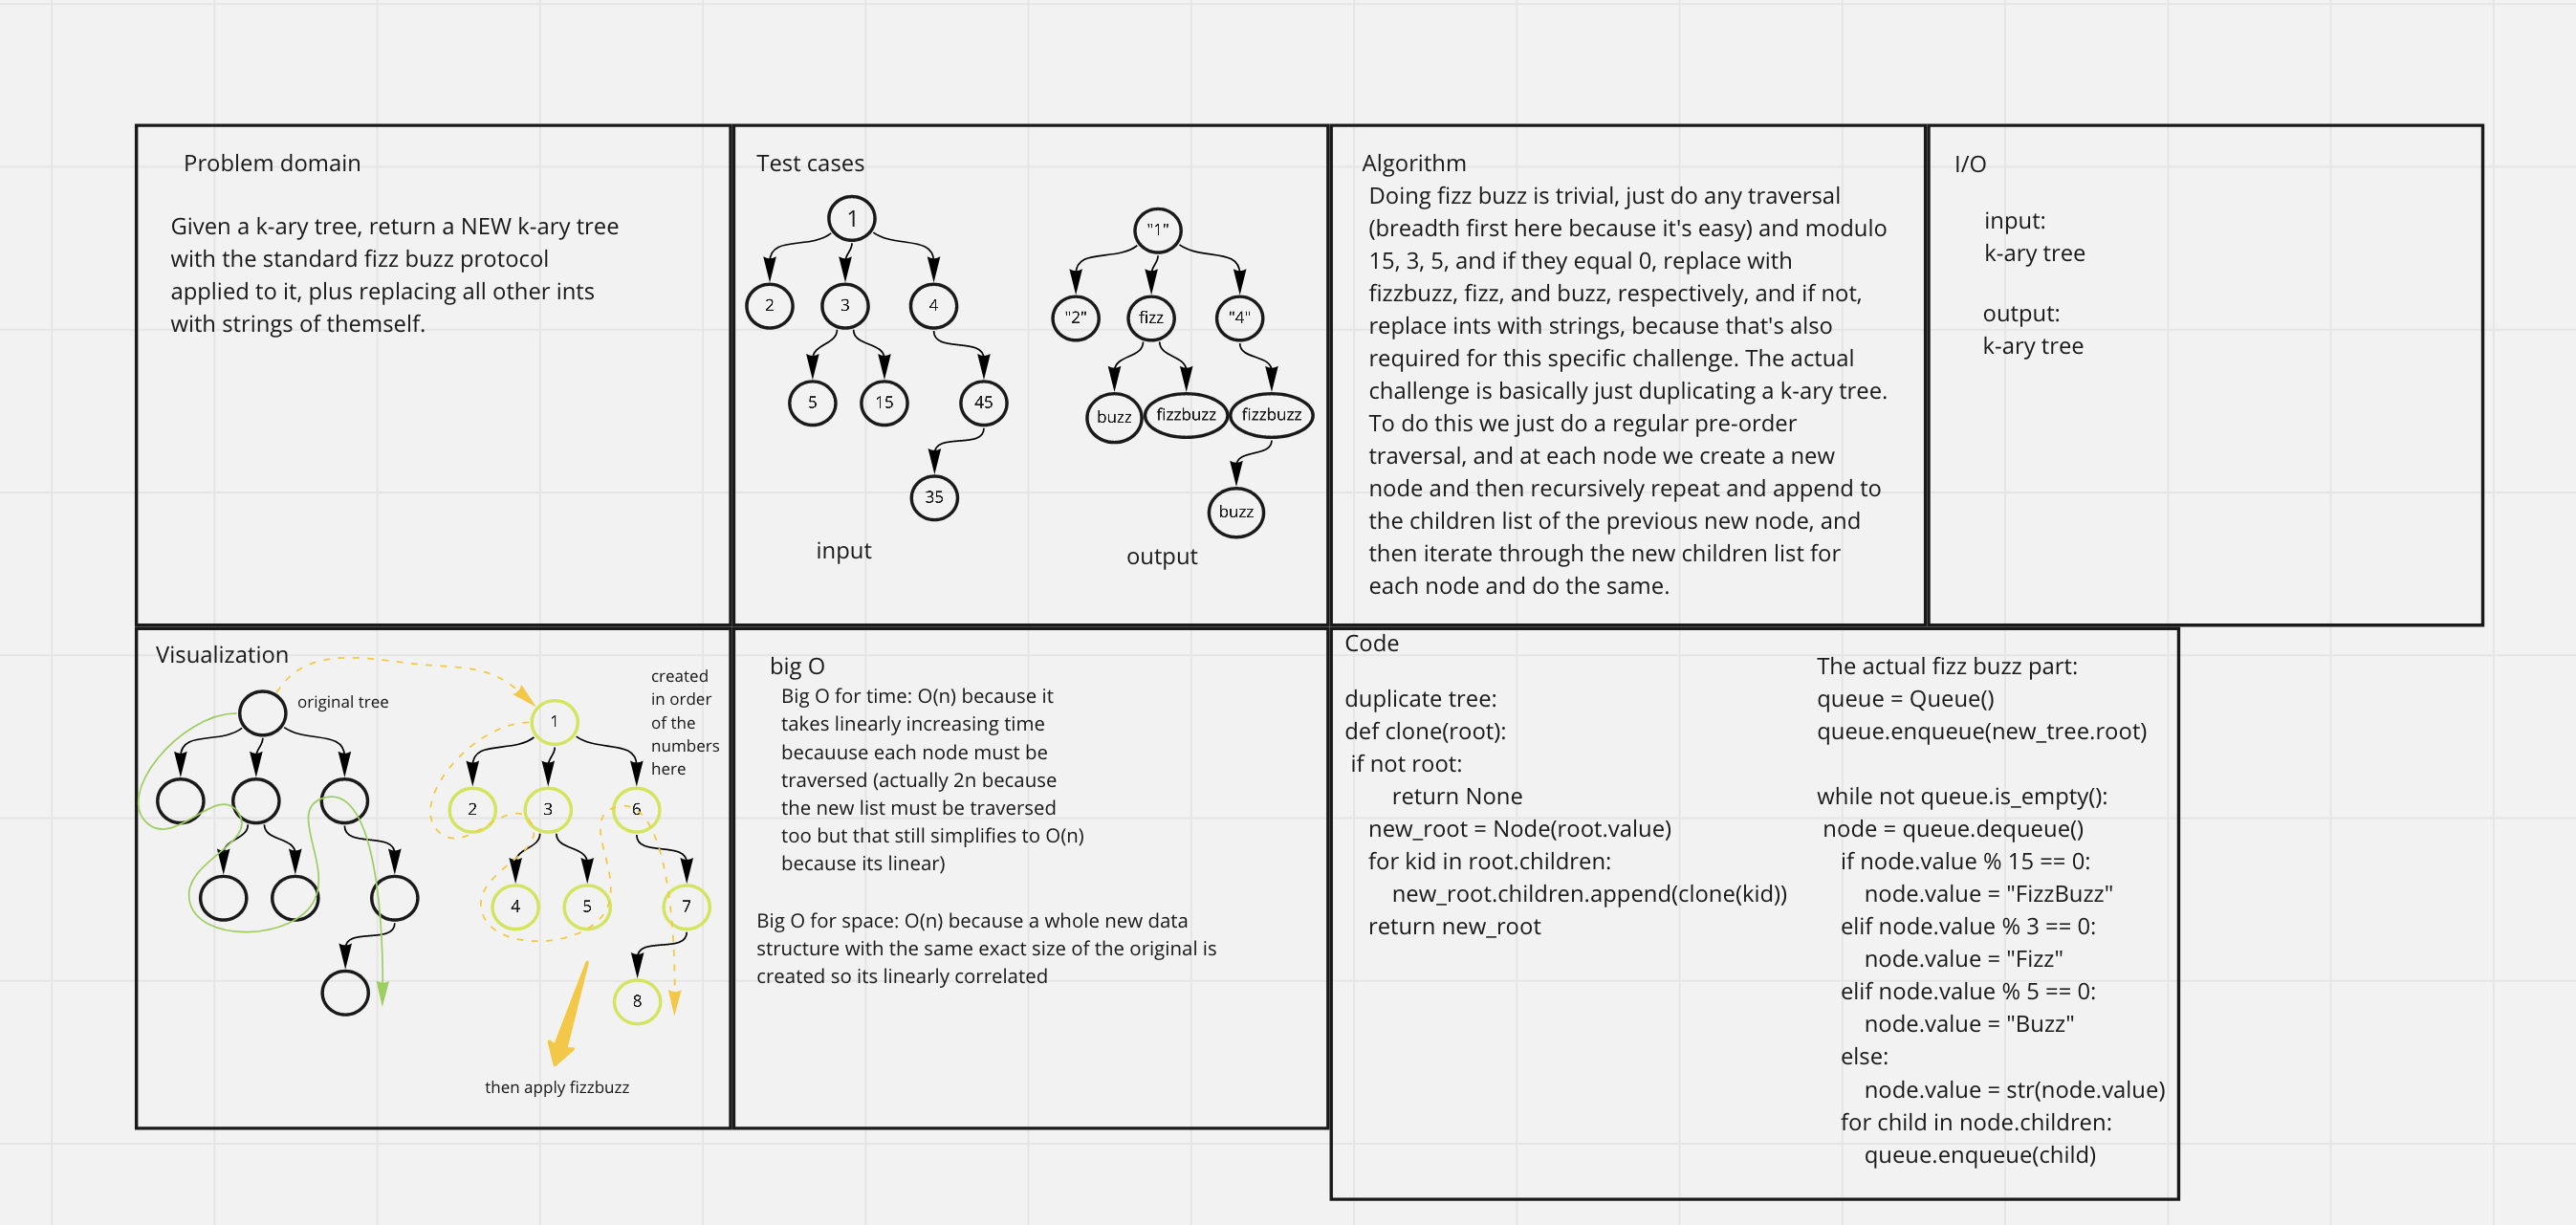 Problem domain
Given a k-ary tree, return a NEW k-ary tree
with the standard fizz buzz protocol
applied to it, plus replacing all other ints
with strings of themself.
Test cases
1
2
3
4
5
15
45
35
input
"1"
"2"
fizz
"4"
buzz
fizzbuzz
fizzbuzz
buzz
output
Algorithm
Doing fizz buzz is trivial, just do any traversal
(breadth first here because it's easy) and modulo
15, 3, 5, and if they equal 0, replace with
fizzbuzz, fizz, and buzz, respectively, and if not,
replace ints with strings, because that's also
required for this specific challenge. The actual
challenge is basically just duplicating a k-ary tree.
To do this we just do a regular pre-order
traversal, and at each node we create a new
node and then recursively repeat and append to
the children list of the previous new node, and
then iterate through the new children list for
each node and do the same.
I/O
input:
k-ary tree
output:
k-ary tree
Visualization
original tree
created
in order
of the
numbers
here
1
2
3
6
4
5
7
8
then apply fizzbuzz
big O
Big O for time: O(n) because it
takes linearly increasing time
becauuse each node must be
traversed (actually 2n because
the new list must be traversed
too but that still simplifies to O(n)
because its linear)
Big O for space: O(n) because a whole new data
structure with the same exact size of the original is
created so its linearly correlated
Code
duplicate tree:
def clone(root):
if not root:
return None
new_root = Node(root.value)
for kid in root.children:
new_root.children.append(clone(kid))
return new_root
The actual fizz buzz part:
queue = Queue()
queue.enqueue(new_tree.root)
while not queue.is_empty():
node = queue.dequeue()
if node.value % 15 == 0:
node.value = "FizzBuzz"
elif node.value % 3 == 0:
node.value = "Fizz"
elif node.value % 5 == 0:
node.value = "Buzz"
else:
node.value = str(node.value)
for child in node.children:
queue.enqueue(child)